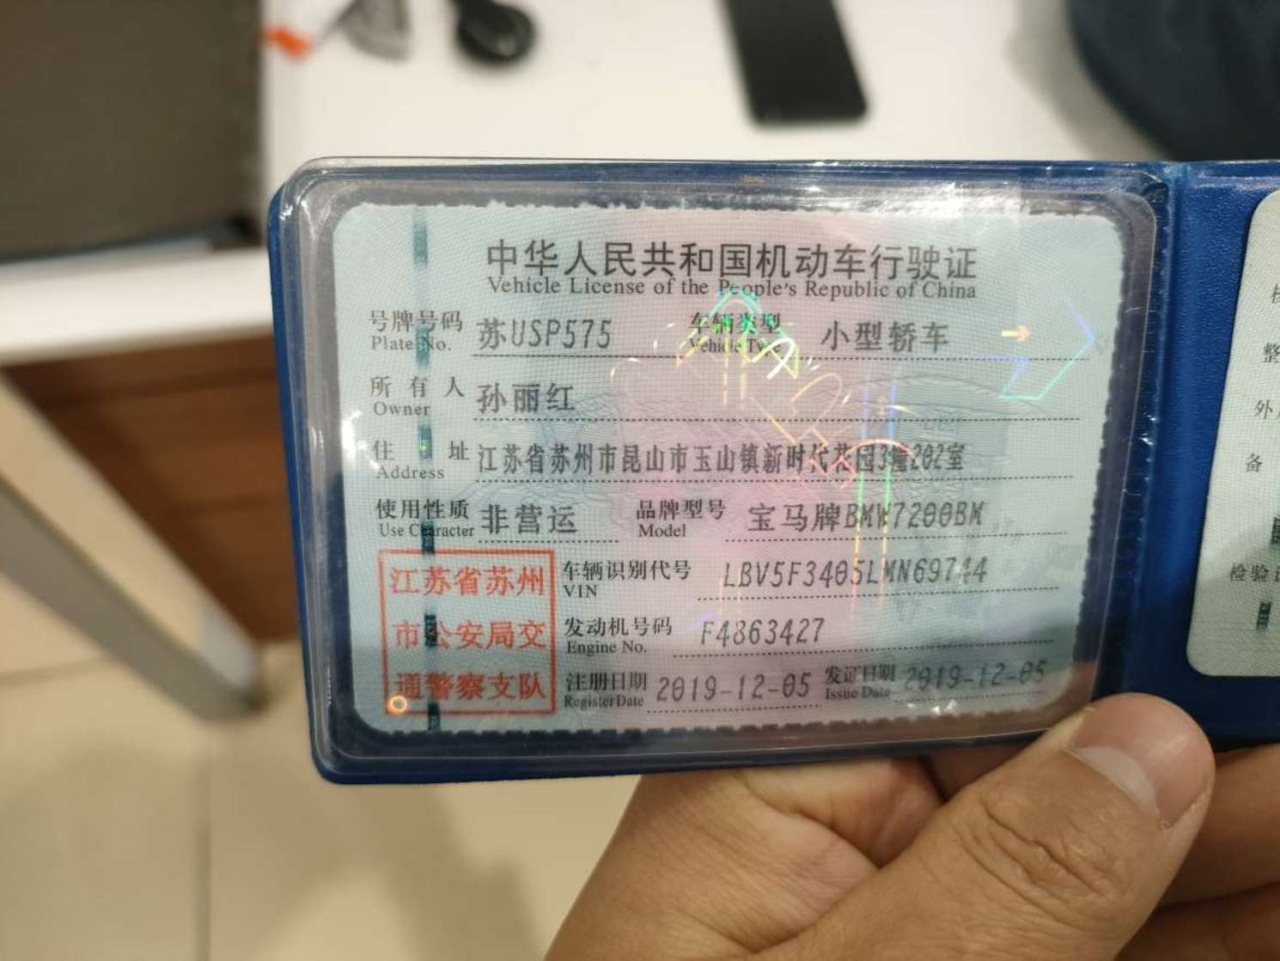 中华人民共和国机动车行驶证
Vehicle License of the People's Republic of China
号牌号码 苏USP575 车辆类型 小型轿车
Plate No. Vehicle Type
所有人 孙丽红
Owner
住址 江苏省苏州市昆山市玉山镇新时代花园3幢202室
Address
使用性质 非营运 品牌型号 宝马牌BMW7200BM
Use Character Model
江苏省苏州 车辆识别代号 LBV5F3405LMN69744
VIN
市公安局交 发动机号码 F4863427
Engine No.
通警察支队 注册日期 2019-12-05 发证日期 2019-12-05
Register Date Issue Date
整
外
备
检验